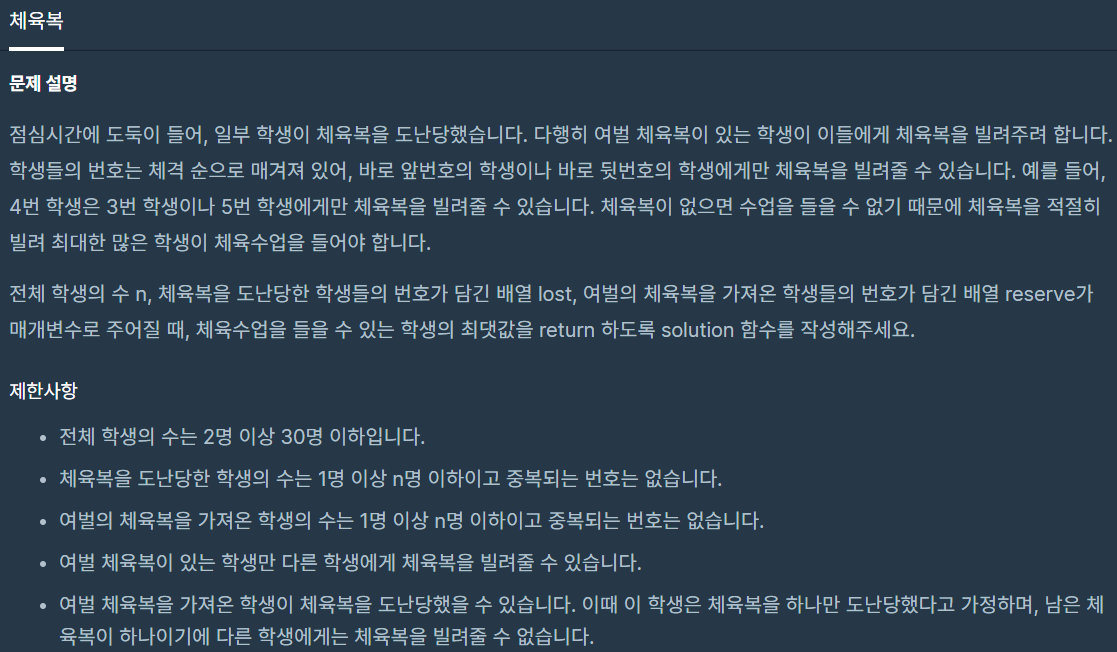 체육복
문제 설명
점심시간에 도둑이 들어, 일부 학생이 체육복을 도난당했습니다. 다행히 여벌 체육복이 있는 학생이 이들에게 체육복을 빌려주려 합니다.
학생들의 번호는 체격 순으로 매겨져 있어, 바로 앞번호의 학생이나 바로 뒷번호의 학생에게만 체육복을 빌려줄 수 있습니다. 예를 들어,
4번 학생은 3번 학생이나 5번 학생에게만 체육복을 빌려줄 수 있습니다. 체육복이 없으면 수업을 들을 수 없기 때문에 체육복을 적절히
빌려 최대한 많은 학생이 체육수업을 들어야 합니다.
전체 학생의 수 n, 체육복을 도난당한 학생들의 번호가 담긴 배열 lost, 여벌의 체육복을 가져온 학생들의 번호가 담긴 배열 reserve가
매개변수로 주어질 때, 체육수업을 들을 수 있는 학생의 최댓값을 return 하도록 solution 함수를 작성해주세요.
제한사항
• 전체 학생의 수는 2명 이상 30명 이하입니다.
• 체육복을 도난당한 학생의 수는 1명 이상 n명 이하이고 중복되는 번호는 없습니다.
• 여벌의 체육복을 가져온 학생의 수는 1명 이상 n명 이하이고 중복되는 번호는 없습니다.
• 여벌 체육복이 있는 학생만 다른 학생에게 체육복을 빌려줄 수 있습니다.
• 여벌 체육복을 가져온 학생이 체육복을 도난당했을 수 있습니다. 이때 이 학생은 체육복을 하나만 도난당했다고 가정하며, 남은 체
육복이 하나이기에 다른 학생에게는 체육복을 빌려줄 수 없습니다.